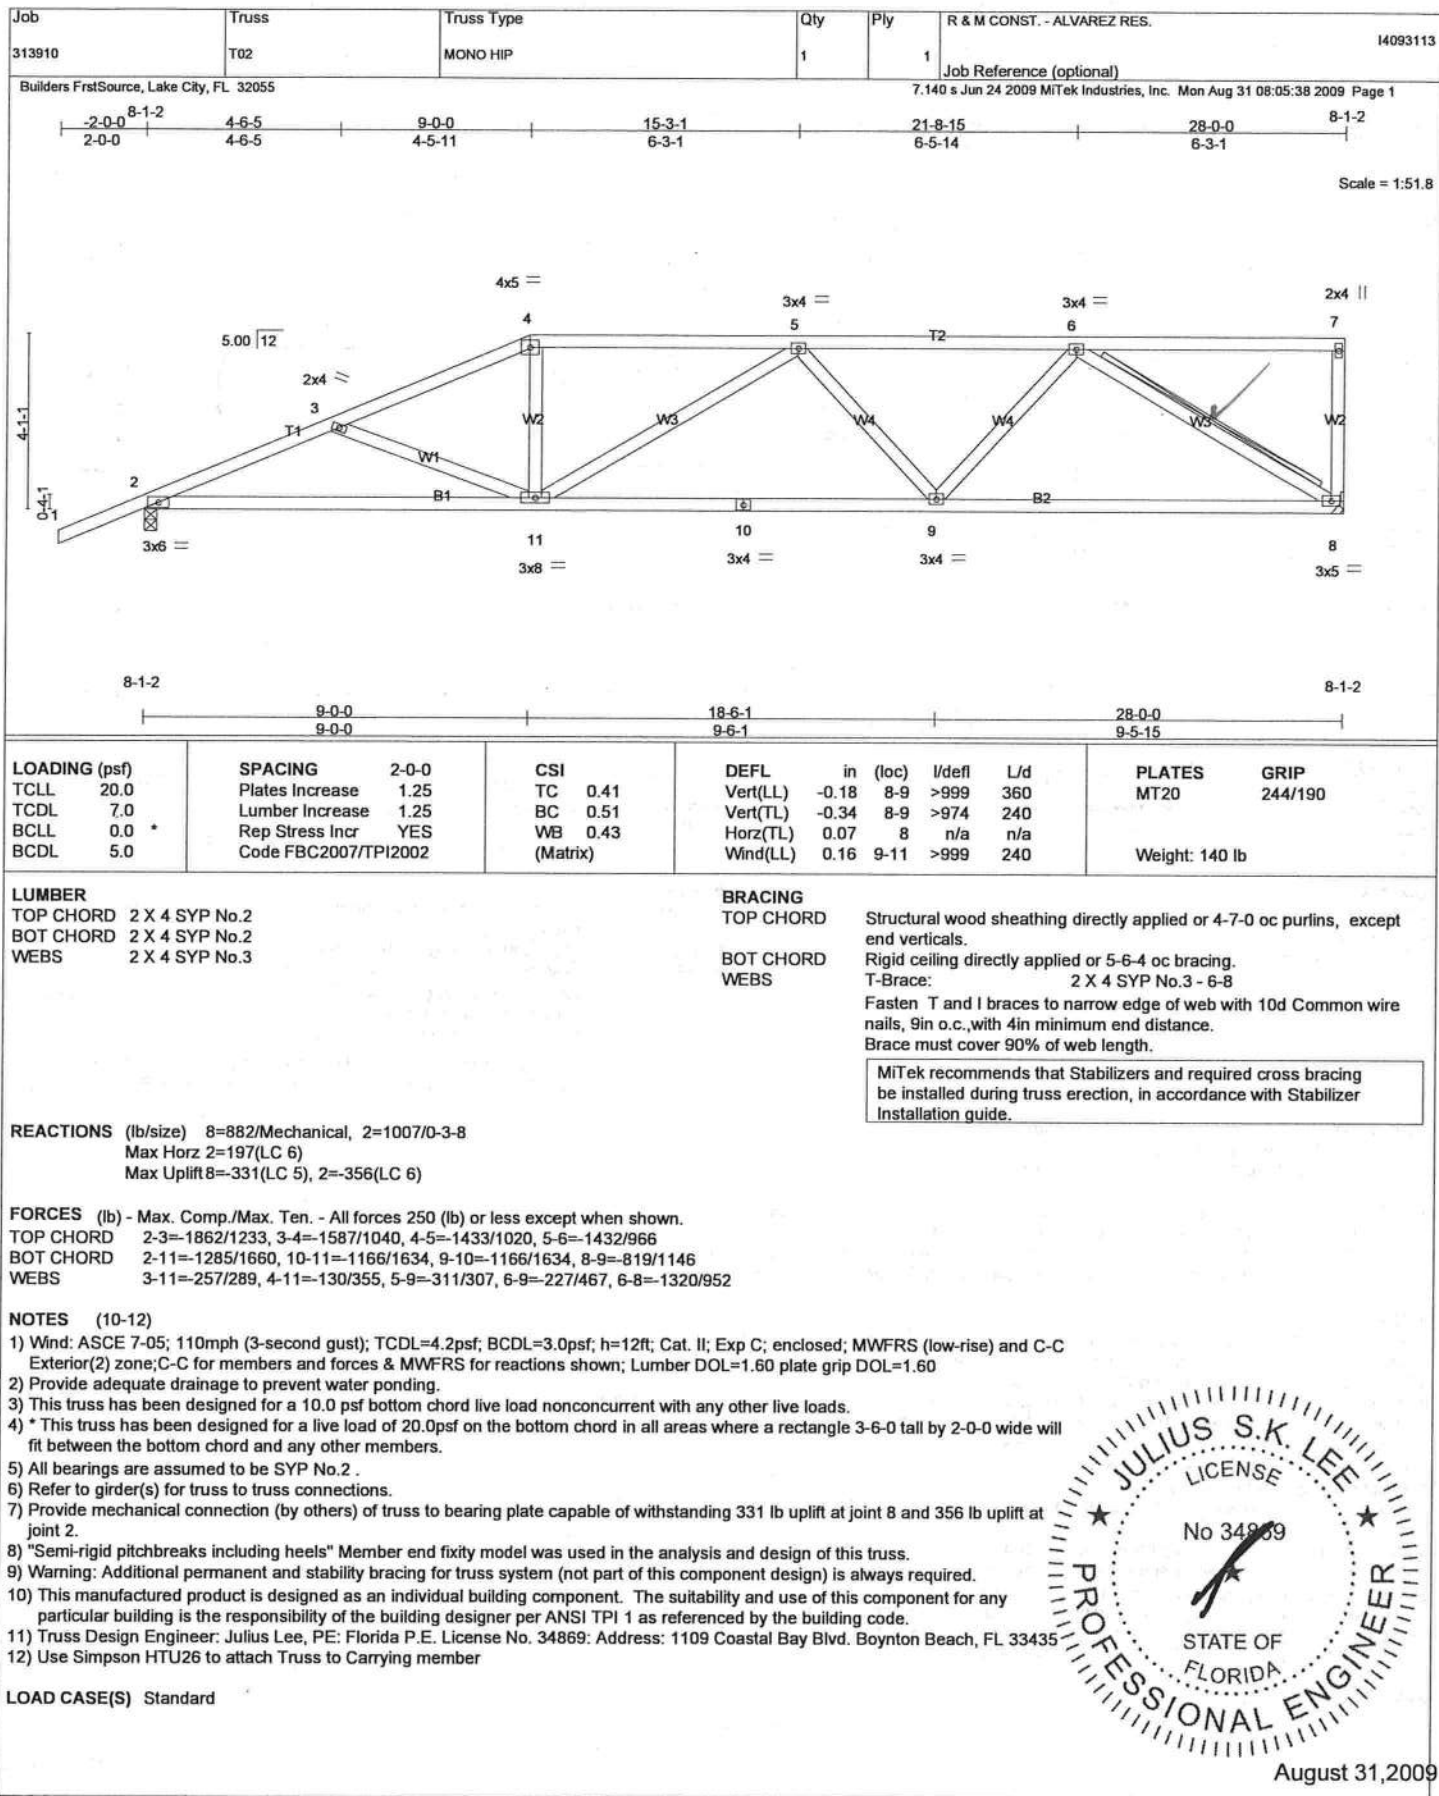 Job Truss Truss Type Qty Ply R & M CONST. - ALVAREZ RES.
I4093113
313910 T02 MONO HIP 1 1
Job Reference (optional)
Builders FrstSource, Lake City, FL 32055 7.140 s Jun 24 2009 MiTek Industries, Inc. Mon Aug 31 08:05:38 2009 Page 1
-2-0-0 8-1-2 4-6-5 9-0-0 15-3-1 21-8-15 28-0-0 8-1-2
2-0-0 4-6-5 4-5-11 6-3-1 6-5-14 6-3-1
Scale = 1:51.8
4x5 =
3x4 = 3x4 = 2x4 ||
4 5 6 7
5.00 12
T2
2x4
3
4-1-1
T1 W2 W3 W4 W4 W3 W2
W1
2
B1 B2
0-4-1
1
3x6 = 11 10 9 8
3x8 = 3x4 = 3x4 = 3x5 =
8-1-2 8-1-2
9-0-0 18-6-1 28-0-0
9-0-0 9-6-1 9-5-15
LOADING (psf) SPACING 2-0-0 CSI DEFL in (loc) l/defl L/d PLATES GRIP
TCLL 20.0 Plates Increase 1.25 TC 0.41 Vert(LL) -0.18 8-9 >999 360 MT20 244/190
TCDL 7.0 Lumber Increase 1.25 BC 0.51 Vert(TL) -0.34 8-9 >974 240
BCLL 0.0 * Rep Stress Incr YES WB 0.43 Horz(TL) 0.07 8 n/a n/a
BCDL 5.0 Code FBC2007/TPI2002 (Matrix) Wind(LL) 0.16 9-11 >999 240 Weight: 140 lb
LUMBER
TOP CHORD 2 X 4 SYP No.2
BOT CHORD 2 X 4 SYP No.2
WEBS 2 X 4 SYP No.3
BRACING
TOP CHORD Structural wood sheathing directly applied or 4-7-0 oc purlins, except
end verticals.
BOT CHORD Rigid ceiling directly applied or 5-6-4 oc bracing.
WEBS T-Brace: 2 X 4 SYP No.3 - 6-8
Fasten T and I braces to narrow edge of web with 10d Common wire
nails, 9in o.c.,with 4in minimum end distance.
Brace must cover 90% of web length.
MiTek recommends that Stabilizers and required cross bracing
be installed during truss erection, in accordance with Stabilizer
Installation guide.
REACTIONS (lb/size) 8=882/Mechanical, 2=1007/0-3-8
Max Horz 2=197(LC 6)
Max Uplift8=-331(LC 5), 2=-356(LC 6)
FORCES (lb) - Max. Comp./Max. Ten. - All forces 250 (lb) or less except when shown.
TOP CHORD 2-3=-1862/1233, 3-4=-1587/1040, 4-5=-1433/1020, 5-6=-1432/966
BOT CHORD 2-11=-1285/1660, 10-11=-1166/1634, 9-10=-1166/1634, 8-9=-819/1146
WEBS 3-11=-257/289, 4-11=-130/355, 5-9=-311/307, 6-9=-227/467, 6-8=-1320/952
NOTES (10-12)
1) Wind: ASCE 7-05; 110mph (3-second gust); TCDL=4.2psf; BCDL=3.0psf; h=12ft; Cat. II; Exp C; enclosed; MWFRS (low-rise) and C-C
Exterior(2) zone;C-C for members and forces & MWFRS for reactions shown; Lumber DOL=1.60 plate grip DOL=1.60
2) Provide adequate drainage to prevent water ponding.
3) This truss has been designed for a 10.0 psf bottom chord live load nonconcurrent with any other live loads.
4) * This truss has been designed for a live load of 20.0psf on the bottom chord in all areas where a rectangle 3-6-0 tall by 2-0-0 wide will
fit between the bottom chord and any other members.
5) All bearings are assumed to be SYP No.2 .
6) Refer to girder(s) for truss to truss connections.
7) Provide mechanical connection (by others) of truss to bearing plate capable of withstanding 331 lb uplift at joint 8 and 356 lb uplift at
joint 2.
8) "Semi-rigid pitchbreaks including heels" Member end fixity model was used in the analysis and design of this truss.
9) Warning: Additional permanent and stability bracing for truss system (not part of this component design) is always required.
10) This manufactured product is designed as an individual building component. The suitability and use of this component for any
particular building is the responsibility of the building designer per ANSI TPI 1 as referenced by the building code.
11) Truss Design Engineer: Julius Lee, PE: Florida P.E. License No. 34869: Address: 1109 Coastal Bay Blvd. Boynton Beach, FL 33435
12) Use Simpson HTU26 to attach Truss to Carrying member
LOAD CASE(S) Standard
JULIUS S.K. LEE
LICENSE
No 34869
STATE OF
FLORIDA
PROFESSIONAL ENGINEER
August 31,2009